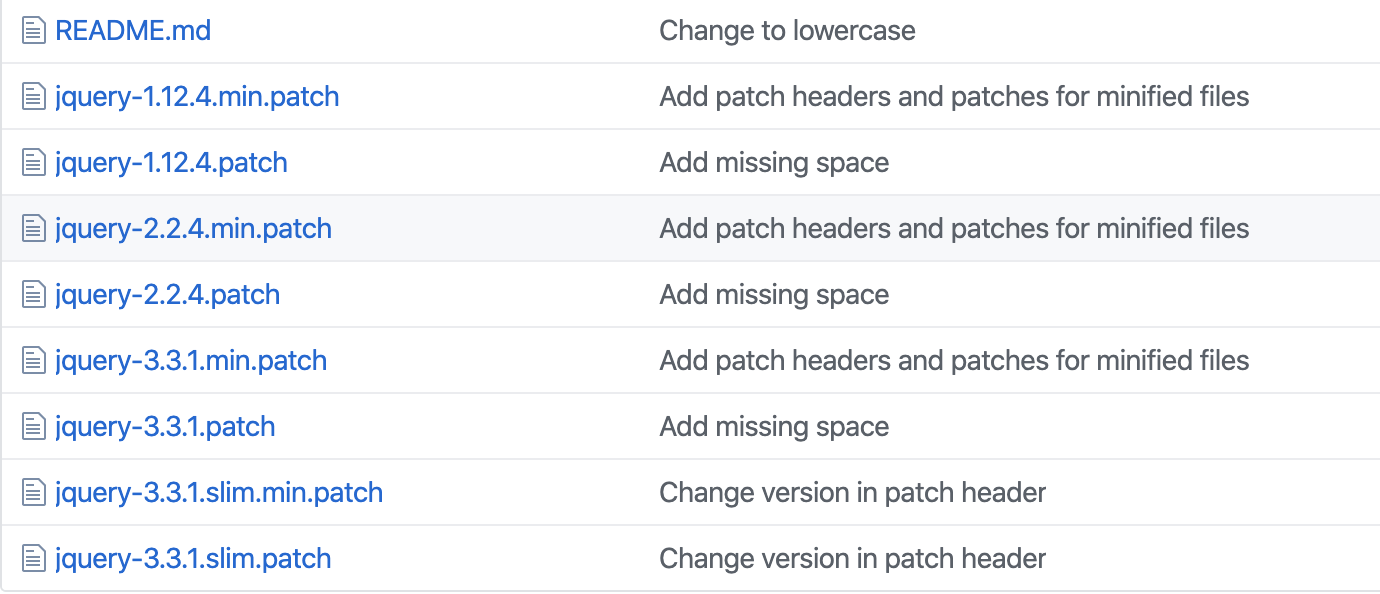 README.md Change to lowercase
jquery-1.12.4.min.patch Add patch headers and patches for minified files
jquery-1.12.4.patch Add missing space
jquery-2.2.4.min.patch Add patch headers and patches for minified files
jquery-2.2.4.patch Add missing space
jquery-3.3.1.min.patch Add patch headers and patches for minified files
jquery-3.3.1.patch Add missing space
jquery-3.3.1.slim.min.patch Change version in patch header
jquery-3.3.1.slim.patch Change version in patch header